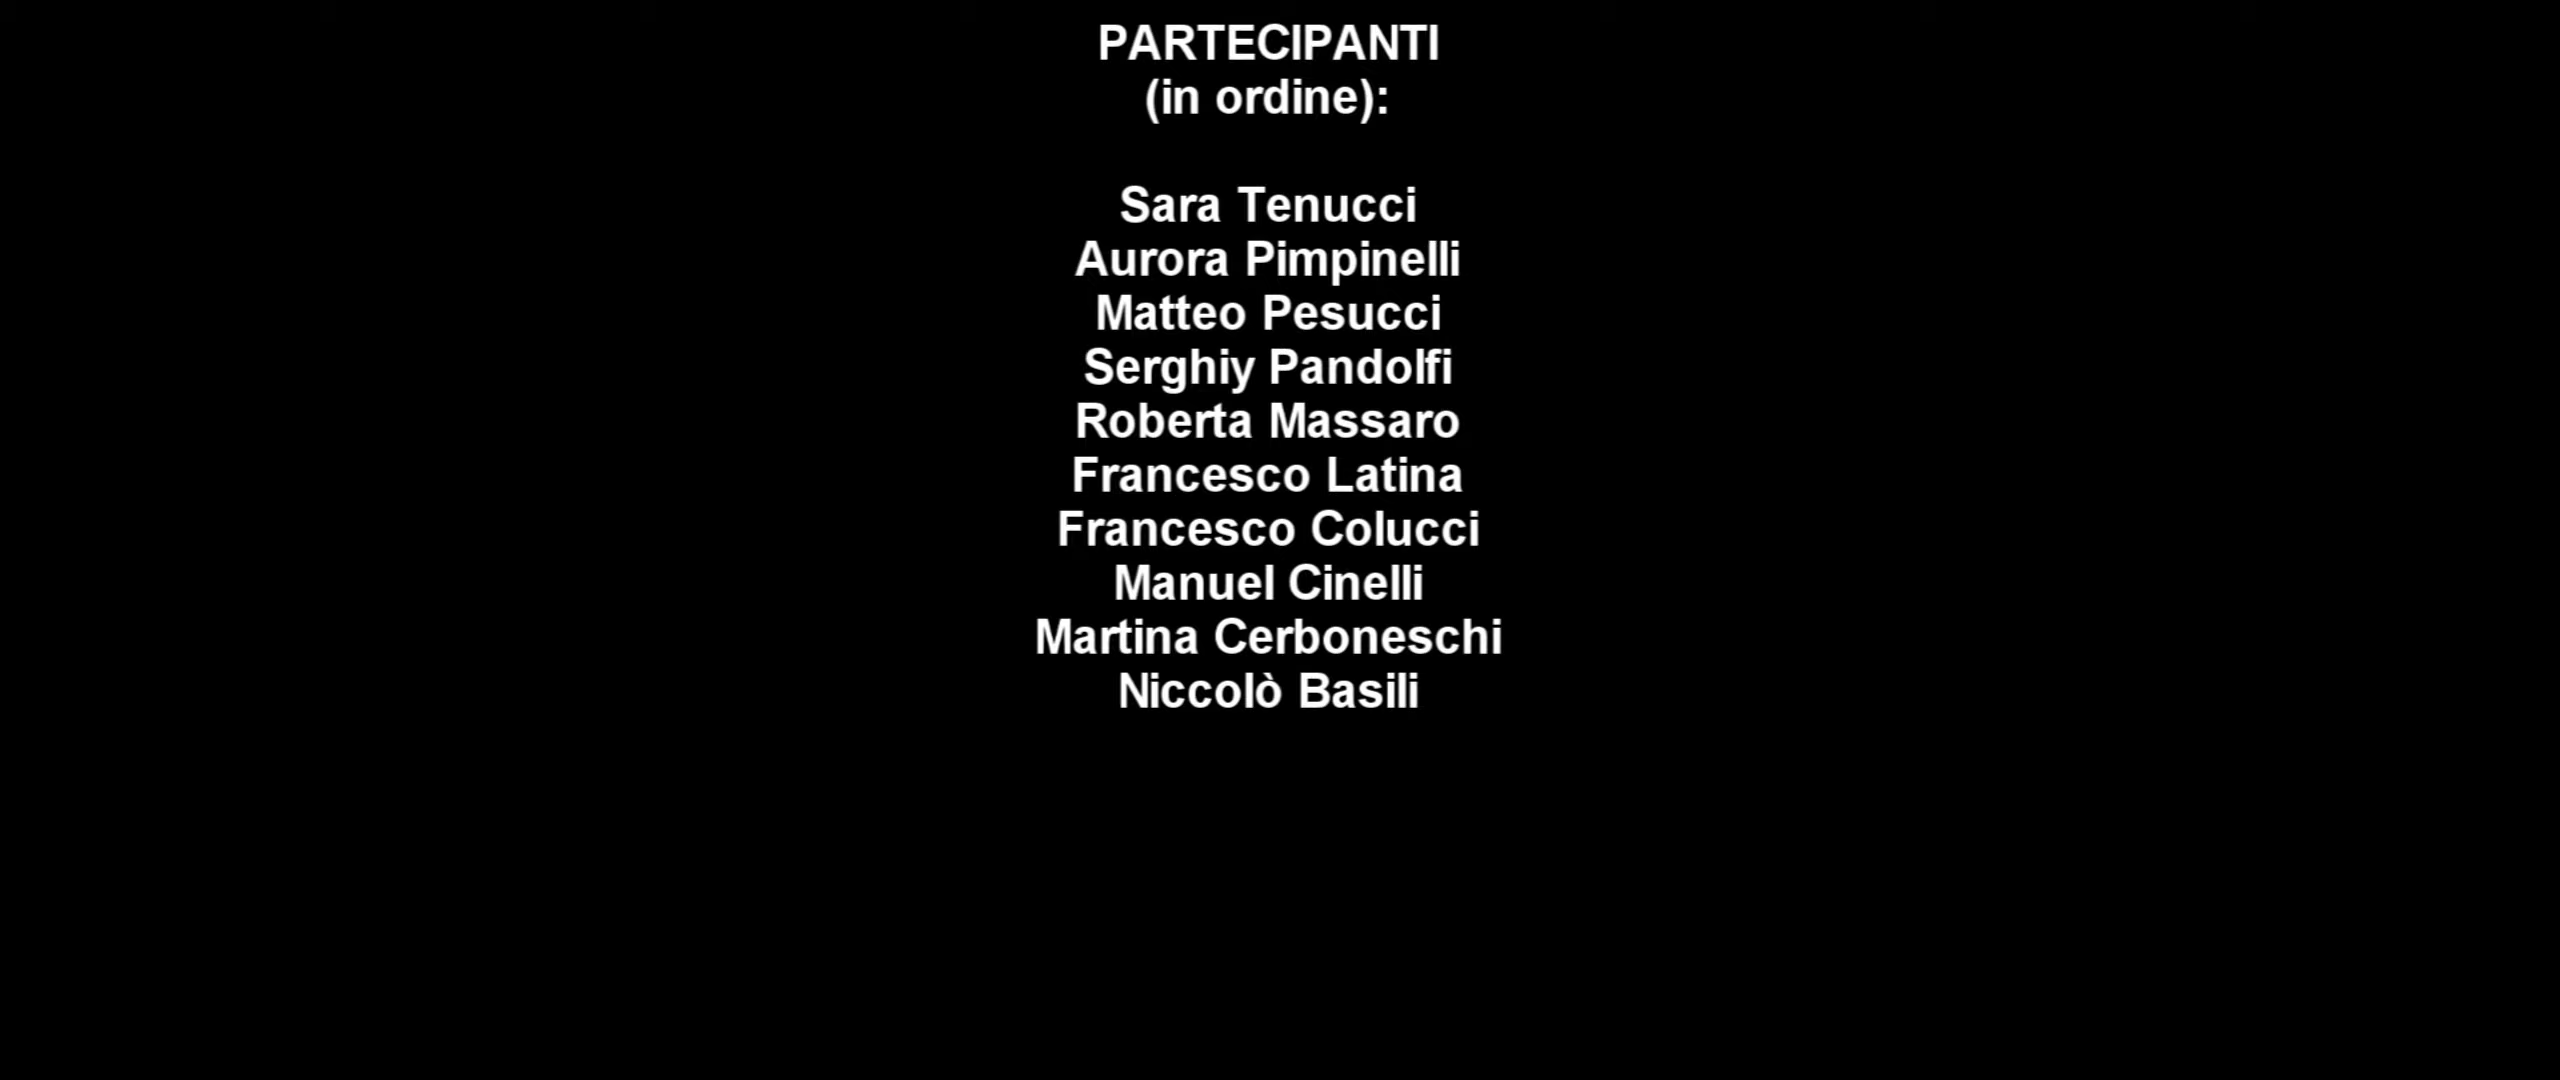 PARTECIPANTI
(in ordine):
Sara Tenucci
Aurora Pimpinelli
Matteo Pesucci
Serghiy Pandolfi
Roberta Massaro
Francesco Latina
Francesco Colucci
Manuel Cinelli
Martina Cerboneschi
Niccolò Basili